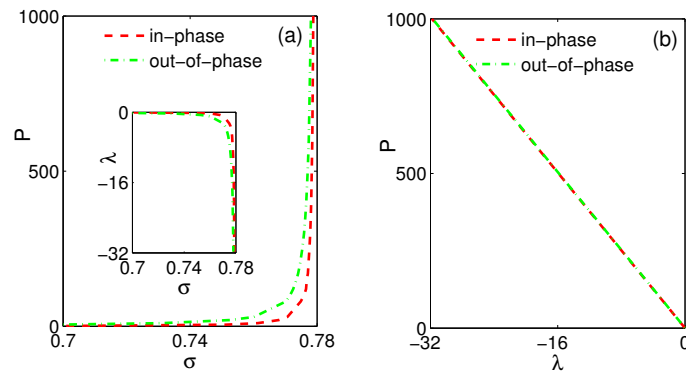 1000
(a)
in−phase
out−of−phase
P
500
0
0.7
0.74
0.78
σ
0
λ
−16
−32
0.7
0.74
0.78
σ
1000
(b)
in−phase
out−of−phase
P
500
0
−32
−16
0
λ